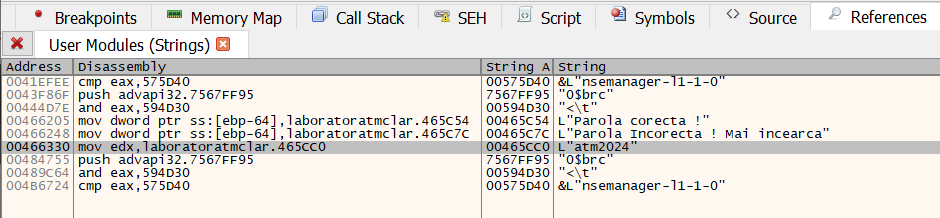 Breakpoints Memory Map Call Stack SEH Script Symbols Source References
User Modules (Strings)
Address Disassembly String A String
0041EFEE cmp eax,575D40 00575D40 &L"nsemanager-l1-1-0"
0043F86F push advapi32.7567FF95 7567FF95 "0$brc"
00444D7E and eax,594D30 00594D30 "<\t"
00466205 mov dword ptr ss:[ebp-64],laboratoratmclar.465C54 00465C54 L"Parola corecta !"
00466248 mov dword ptr ss:[ebp-64],laboratoratmclar.465C7C 00465C7C L"Parola Incorecta ! Mai incearca"
00466330 mov edx,laboratoratmclar.465CC0 00465CC0 L"atm2024"
00484755 push advapi32.7567FF95 7567FF95 "0$brc"
00489C64 and eax,594D30 00594D30 "<\t"
004B6724 cmp eax,575D40 00575D40 &L"nsemanager-l1-1-0"